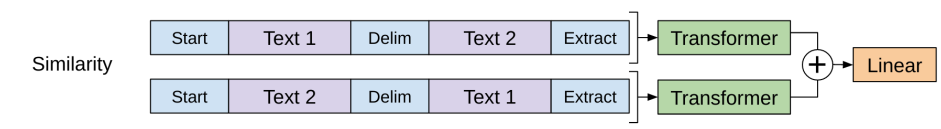 Start Text 1 Delim Text 2 Extract Transformer
Similarity + Linear
Start Text 2 Delim Text 1 Extract Transformer